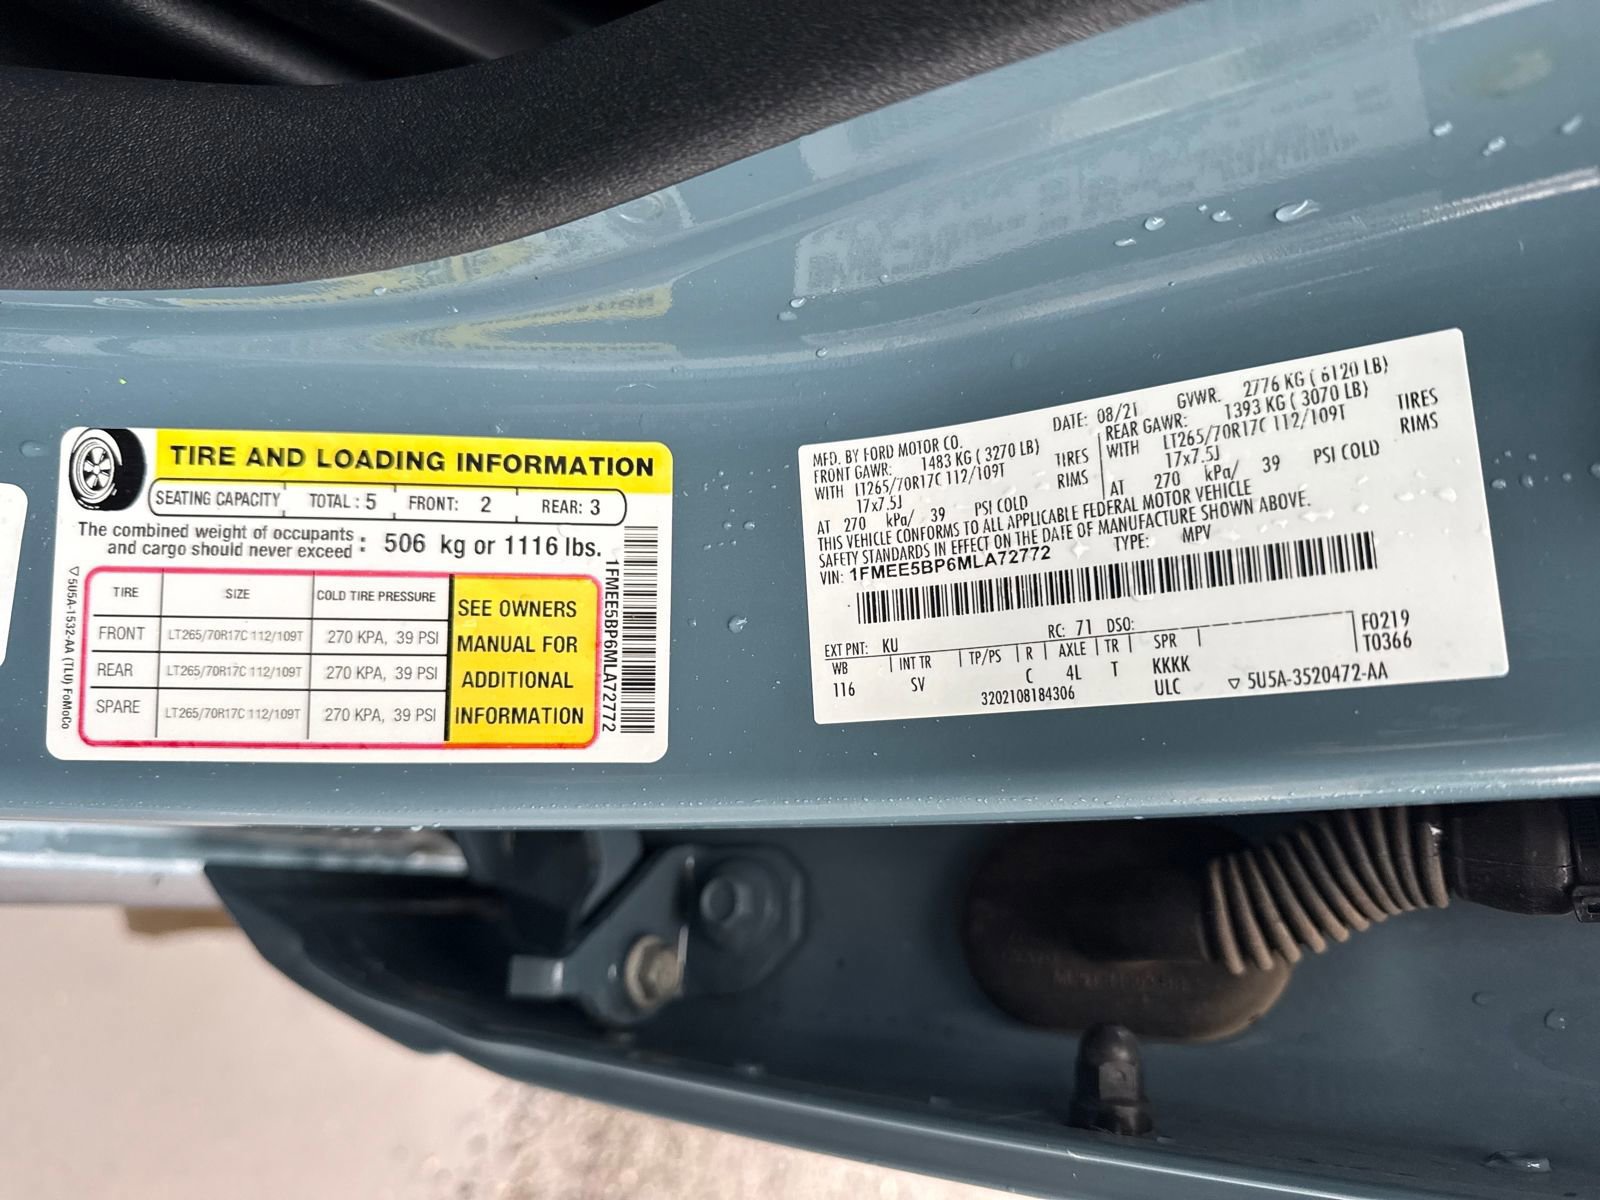 TIRE AND LOADING INFORMATION
SEATING CAPACITY TOTAL : 5 FRONT: 2 REAR: 3
The combined weight of occupants
and cargo should never exceed : 506 kg or 1116 lbs.
TIRE SIZE COLD TIRE PRESSURE
FRONT LT265/70R17C 112/109T 270 KPA, 39 PSI
REAR LT265/70R17C 112/109T 270 KPA, 39 PSI
SPARE LT265/70R17C 112/109T 270 KPA, 39 PSI
SEE OWNERS
MANUAL FOR
ADDITIONAL
INFORMATION
5U5A-1532-AA (TLU) FoMoCo
1FMEE5BP6MLA72772
MFD. BY FORD MOTOR CO. DATE: 08/21 GVWR. 2776 KG ( 6120 LB)
FRONT GAWR: 1483 KG ( 3270 LB) REAR GAWR: 1393 KG ( 3070 LB)
WITH LT265/70R17C 112/109T TIRES WITH LT265/70R17C 112/109T TIRES
17x7.5J RIMS 17x7.5J RIMS
AT 270 kPa/ 39 PSI COLD AT 270 kPa/ 39 PSI COLD
THIS VEHICLE CONFORMS TO ALL APPLICABLE FEDERAL MOTOR VEHICLE
SAFETY STANDARDS IN EFFECT ON THE DATE OF MANUFACTURE SHOWN ABOVE.
VIN: 1FMEE5BP6MLA72772 TYPE: MPV
EXT PNT: KU RC: 71 DSO: F0219
WB INT TR TP/PS R AXLE TR SPR T0366
116 SV C 4L T KKKK
3202108184306 ULC 5U5A-3520472-AA